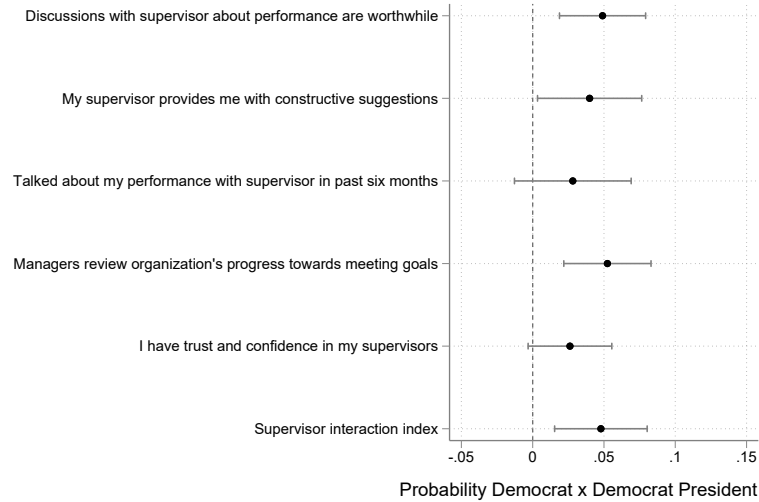 Discussions with supervisor about performance are worthwhile
My supervisor provides me with constructive suggestions
Talked about my performance with supervisor in past six months
Managers review organization's progress towards meeting goals
I have trust and confidence in my supervisors
Supervisor interaction index
-.05 0 .05 .1 .15
Probability Democrat x Democrat President